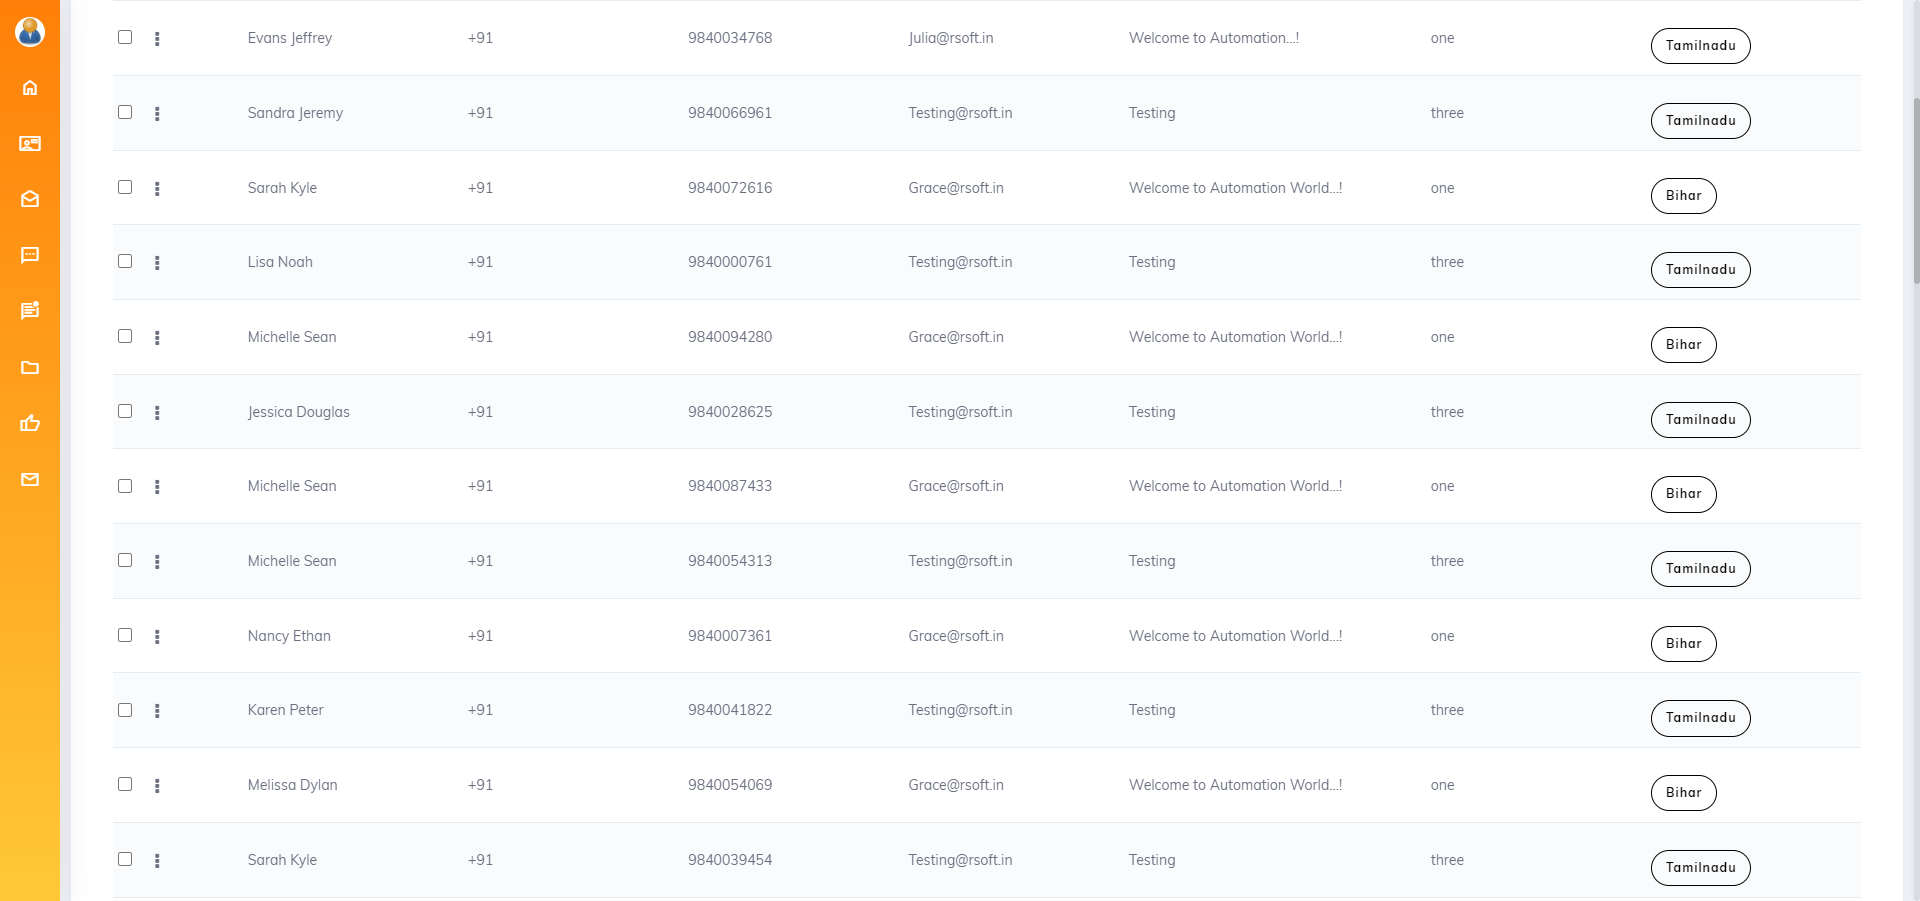 Evans Jeffrey +91 9840034768 Julia@rsoft.in Welcome to Automation...! one Tamilnadu
Sandra Jeremy +91 9840066961 Testing@rsoft.in Testing three Tamilnadu
Sarah Kyle +91 9840072616 Grace@rsoft.in Welcome to Automation World...! one Bihar
Lisa Noah +91 9840000761 Testing@rsoft.in Testing three Tamilnadu
Michelle Sean +91 9840094280 Grace@rsoft.in Welcome to Automation World...! one Bihar
Jessica Douglas +91 9840028625 Testing@rsoft.in Testing three Tamilnadu
Michelle Sean +91 9840087433 Grace@rsoft.in Welcome to Automation World...! one Bihar
Michelle Sean +91 9840054313 Testing@rsoft.in Testing three Tamilnadu
Nancy Ethan +91 9840007361 Grace@rsoft.in Welcome to Automation World...! one Bihar
Karen Peter +91 9840041822 Testing@rsoft.in Testing three Tamilnadu
Melissa Dylan +91 9840054069 Grace@rsoft.in Welcome to Automation World...! one Bihar
Sarah Kyle +91 9840039454 Testing@rsoft.in Testing three Tamilnadu